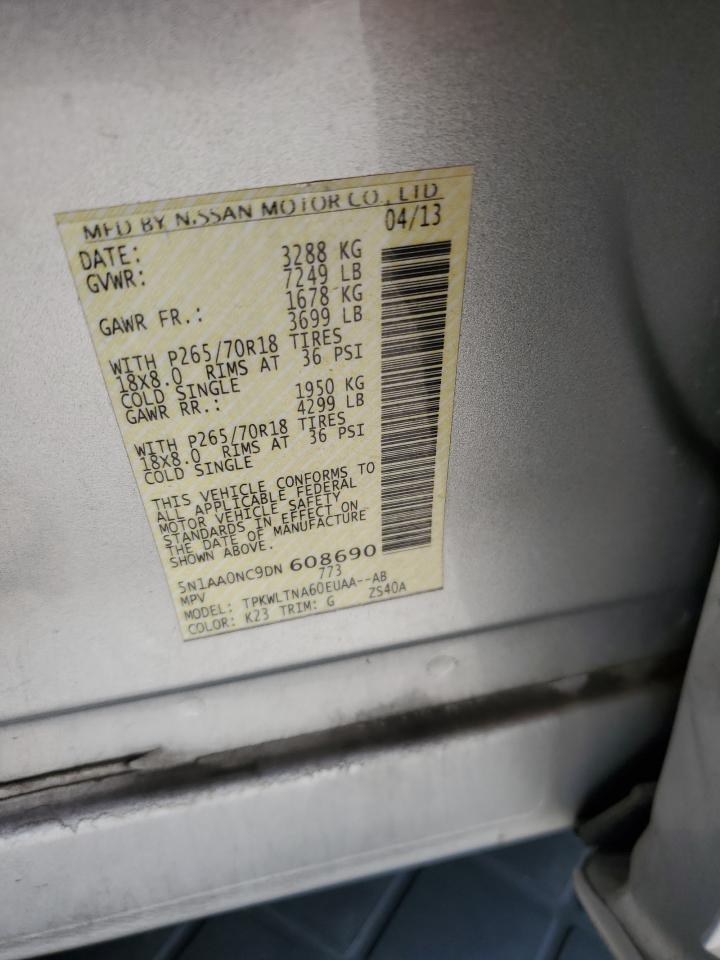 MFD BY NISSAN MOTOR CO., LTD
DATE: 04/13
GVWR: 3288 KG
7249 LB
GAWR FR.: 1678 KG
3699 LB
WITH P265/70R18 TIRES
18X8.0 RIMS AT 36 PSI
COLD SINGLE
GAWR RR.: 1950 KG
4299 LB
WITH P265/70R18 TIRES
18X8.0 RIMS AT 36 PSI
COLD SINGLE
THIS VEHICLE CONFORMS TO
ALL APPLICABLE FEDERAL
MOTOR VEHICLE SAFETY
STANDARDS IN EFFECT ON
THE DATE OF MANUFACTURE
SHOWN ABOVE.
5N1AA0NC9DN608690
MPV 773
MODEL: TPKWLTNA60EUAA--AB
COLOR: K23 TRIM: G ZS40A